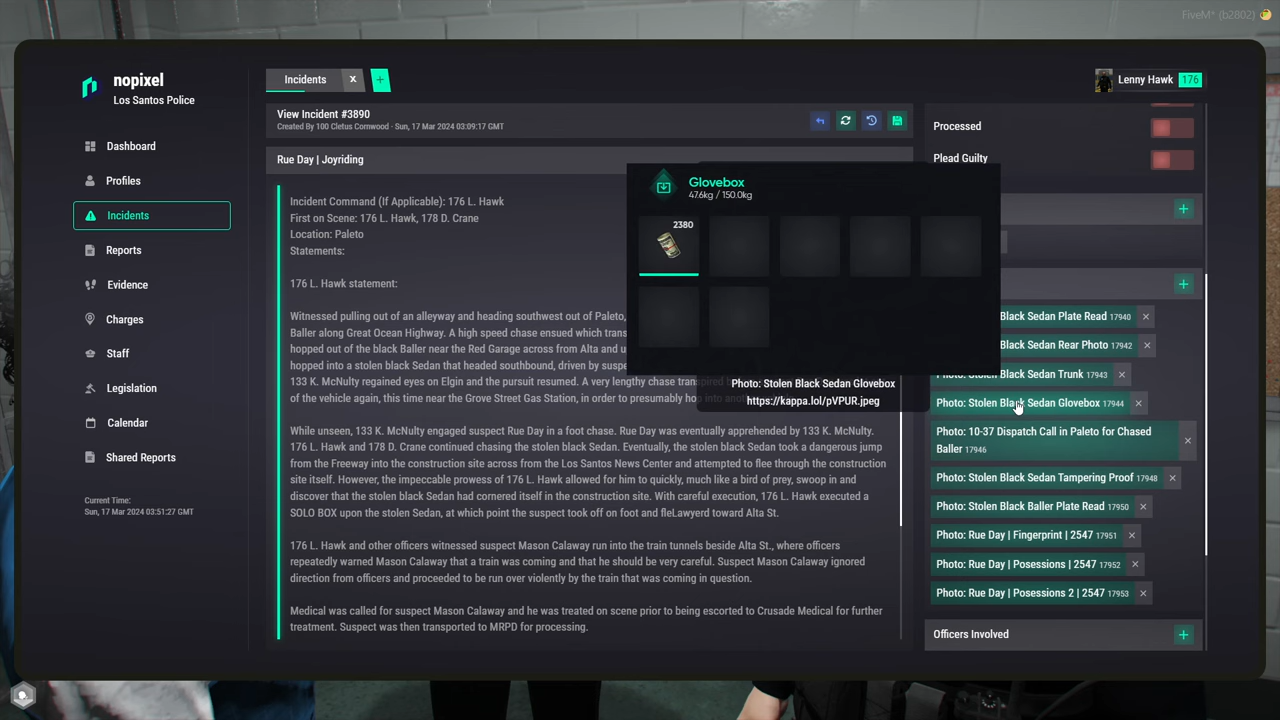 FiveM* (b2802)
nopixel
Los Santos Police
Incidents
Lenny Hawk 176
Dashboard
Profiles
Incidents
Reports
Evidence
Charges
Staff
Legislation
Calendar
Shared Reports
Current Time:
Sun, 17 Mar 2024 03:51:27 GMT
View Incident #3890
Created By 100 Cletus Cornwood - Sun, 17 Mar 2024 03:09:17 GMT
Rue Day | Joyriding
Incident Command (If Applicable): 176 L. Hawk
First on Scene: 176 L. Hawk, 178 D. Crane
Location: Paleto
Statements:
176 L. Hawk statement:
Witnessed pulling out of an alleyway and heading southwest out of Paleto,
Baller along Great Ocean Highway. A high speed chase ensued which trans
hopped out of the black Baller near the Red Garage across from Alta and u
hopped into a stolen black Sedan that headed southbound, driven by suspe
133 K. McNulty regained eyes on Elgin and the pursuit resumed. A very lengthy chase transpired
of the vehicle again, this time near the Grove Street Gas Station, in order to presumably hop into
While unseen, 133 K. McNulty engaged suspect Rue Day in a foot chase. Rue Day was eventually apprehended by 133 K. McNulty.
176 L. Hawk and 178 D. Crane continued chasing the stolen black Sedan. Eventually, the stolen black Sedan took a dangerous jump
from the Freeway into the construction site across from the Los Santos News Center and attempted to flee through the construction
site itself. However, the impeccable prowess of 176 L. Hawk allowed for him to quickly, much like a bird of prey, swoop in and
discover that the stolen black Sedan had cornered itself in the construction site. With careful execution, 176 L. Hawk executed a
SOLO BOX upon the stolen Sedan, at which point the suspect took off on foot and fleLawyerd toward Alta St.
176 L. Hawk and other officers witnessed suspect Mason Calaway run into the train tunnels beside Alta St., where officers
repeatedly warned Mason Calaway that a train was coming and that he should be very careful. Suspect Mason Calaway ignored
direction from officers and proceeded to be run over violently by the train that was coming in question.
Medical was called for suspect Mason Calaway and he was treated on scene prior to being escorted to Crusade Medical for further
treatment. Suspect was then transported to MRPD for processing.
Glovebox
47.6kg / 150.0kg
2380
Photo: Stolen Black Sedan Glovebox
https://kappa.lol/pVPUR.jpeg
Processed
Plead Guilty
Black Sedan Plate Read 17940
Black Sedan Rear Photo 17942
Photo: Stolen Black Sedan Trunk 17943
Photo: Stolen Black Sedan Glovebox 17944
Photo: 10-37 Dispatch Call in Paleto for Chased
Baller 17946
Photo: Stolen Black Sedan Tampering Proof 17948
Photo: Stolen Black Baller Plate Read 17950
Photo: Rue Day | Fingerprint | 2547 17951
Photo: Rue Day | Posessions | 2547 17952
Photo: Rue Day | Posessions 2 | 2547 17953
Officers Involved